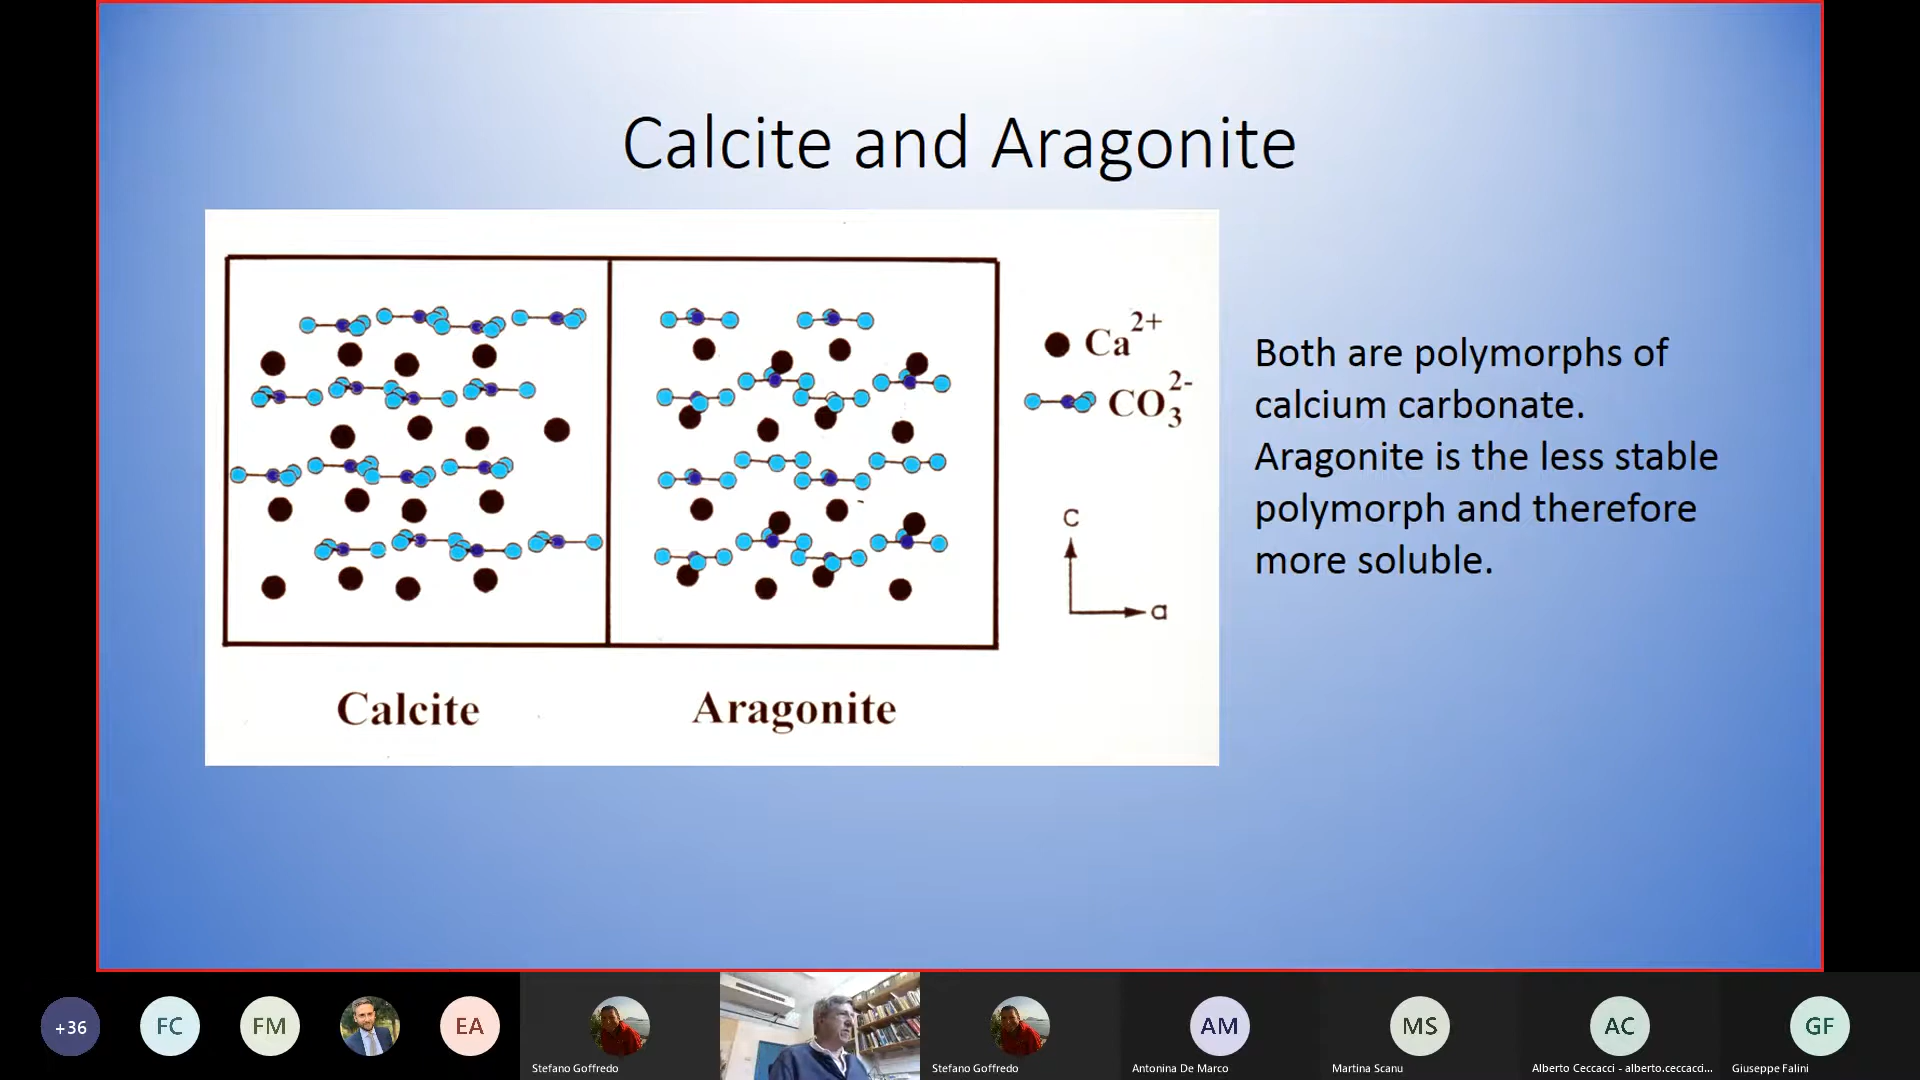 Calcite and Aragonite
Ca2+
CO32-
c
a
Calcite
Aragonite
Both are polymorphs of
calcium carbonate.
Aragonite is the less stable
polymorph and therefore
more soluble.
+36
FC
FM
EA
Stefano Goffredo
Stefano Goffredo
AM
Antonina De Marco
MS
Martina Scanu
AC
Alberto Ceccacci - alberto.ceccacci...
GF
Giuseppe Falini